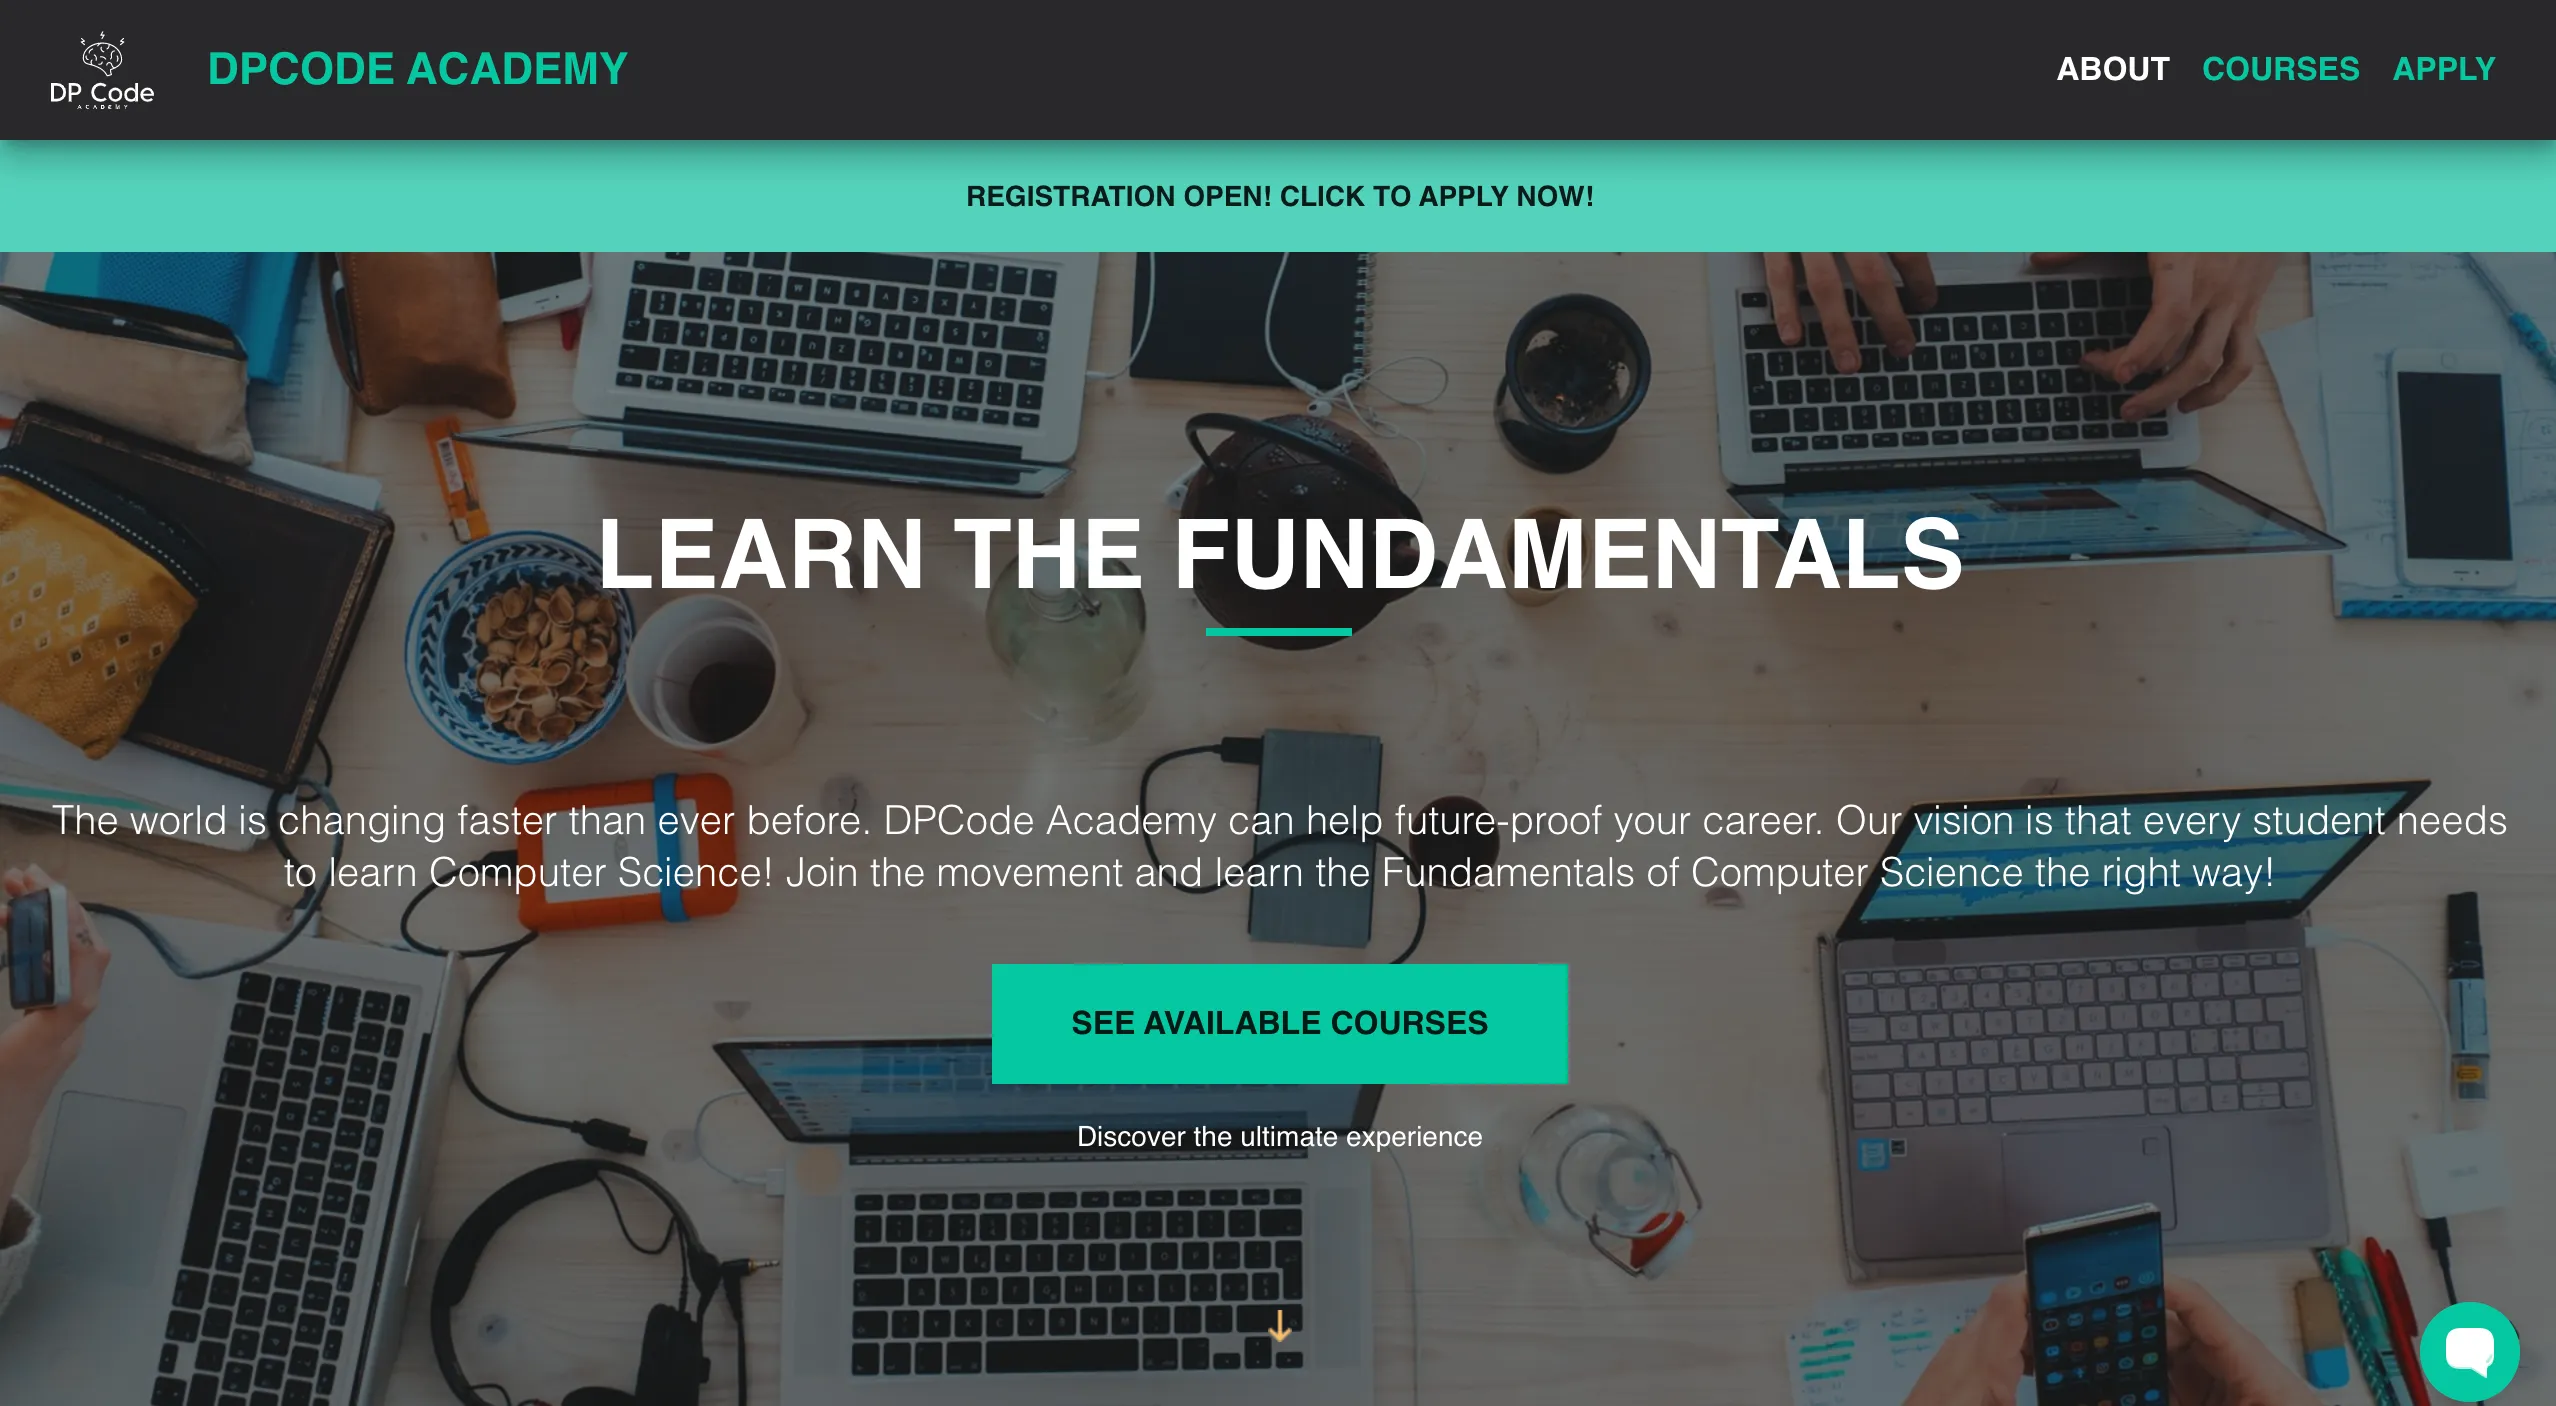 DP Code
ACADEMY
DPCODE ACADEMY
ABOUT COURSES APPLY
REGISTRATION OPEN! CLICK TO APPLY NOW!
LEARN THE FUNDAMENTALS
The world is changing faster than ever before. DPCode Academy can help future-proof your career. Our vision is that every student needs
to learn Computer Science! Join the movement and learn the Fundamentals of Computer Science the right way!
SEE AVAILABLE COURSES
Discover the ultimate experience